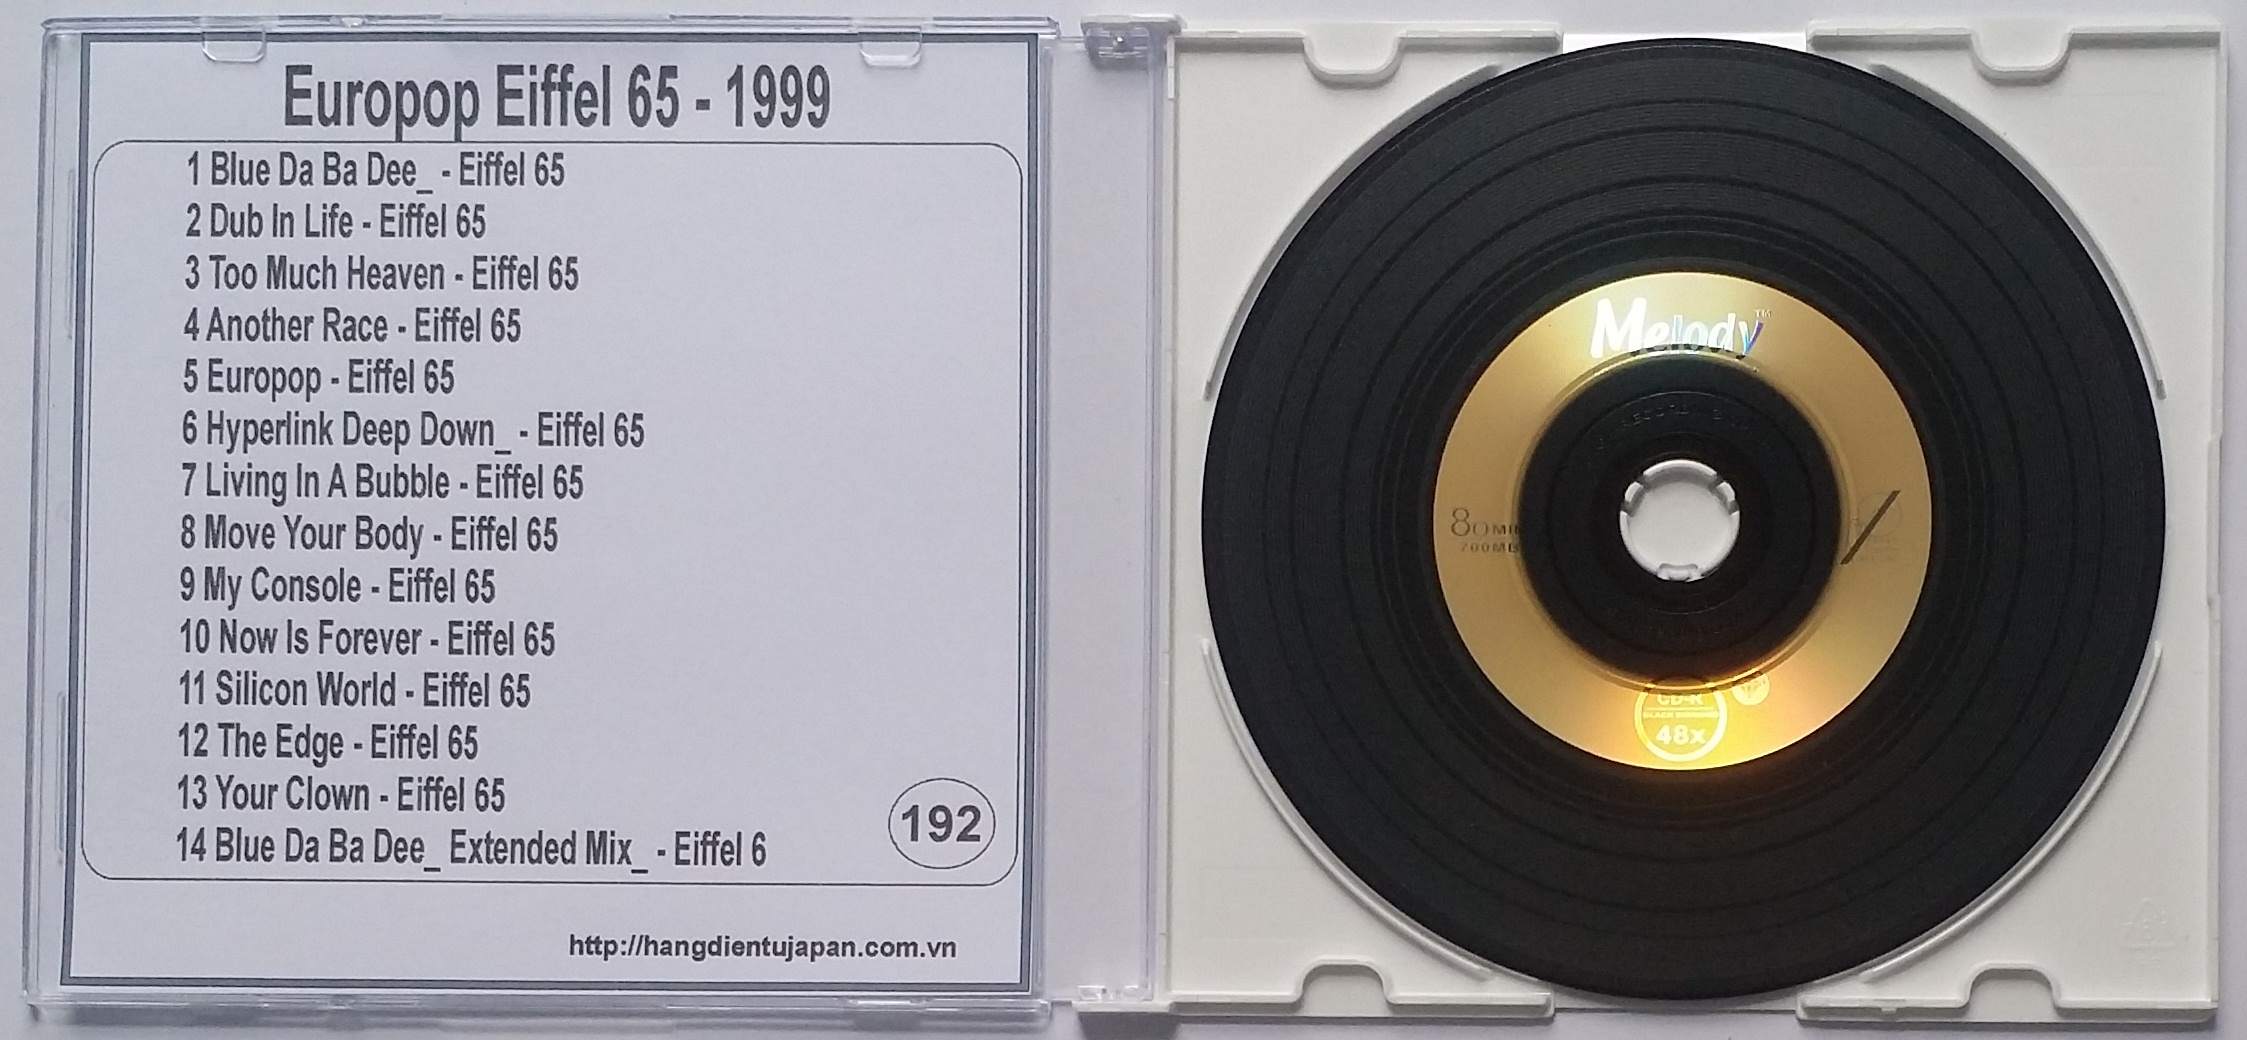 Europop Eiffel 65 - 1999
1 Blue Da Ba Dee_ - Eiffel 65
2 Dub In Life - Eiffel 65
3 Too Much Heaven - Eiffel 65
4 Another Race - Eiffel 65
5 Europop - Eiffel 65
6 Hyperlink Deep Down_ - Eiffel 65
7 Living In A Bubble - Eiffel 65
8 Move Your Body - Eiffel 65
9 My Console - Eiffel 65
10 Now Is Forever - Eiffel 65
11 Silicon World - Eiffel 65
12 The Edge - Eiffel 65
13 Your Clown - Eiffel 65
14 Blue Da Ba Dee_ Extended Mix_ - Eiffel 6
192
http://hangdientujapan.com.vn
Melody™
80 MIN
700MB
CD-R
48x